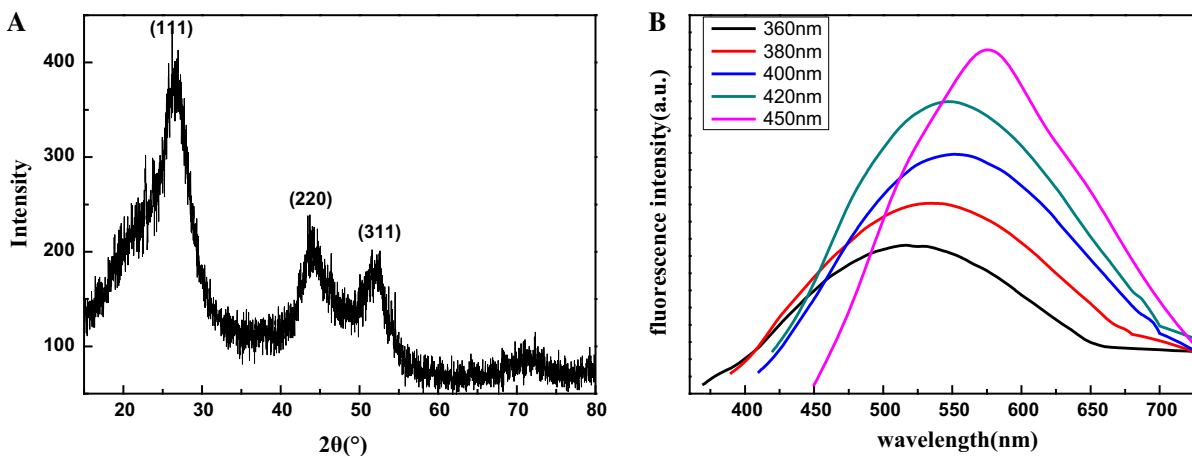 A
(111)
(220)
(311)
400
300
200
100
Intensity
20 30 40 50 60 70 80
2θ(°)
B
360nm
380nm
400nm
420nm
450nm
fluorescence intensity(a.u.)
400 450 500 550 600 650 700
wavelength(nm)